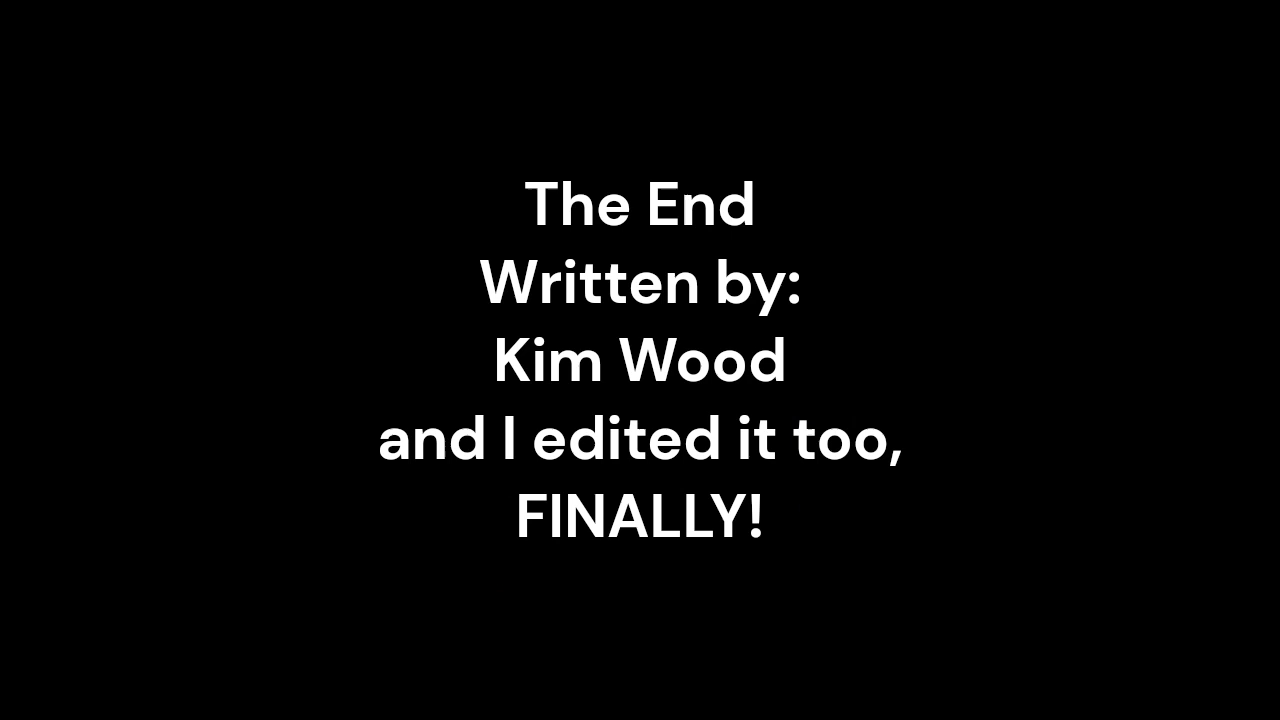 The End
Written by:
Kim Wood
and I edited it too,
FINALLY!